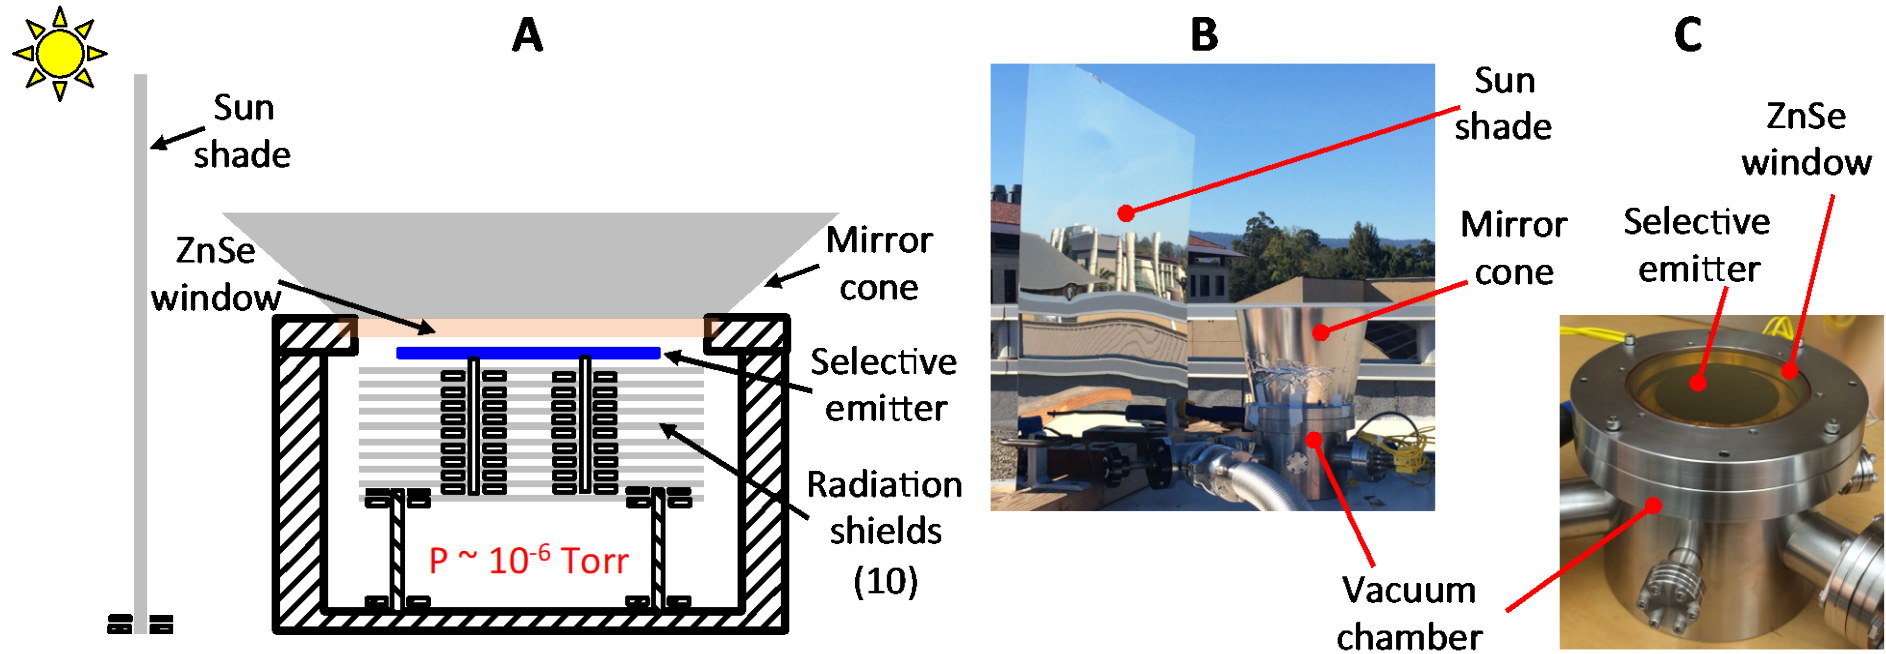 A
Sun
shade
ZnSe
window
Mirror
cone
Selective
emitter
Radiation
shields
(10)
P ~ 10⁻⁶ Torr
B
Sun
shade
Mirror
cone
Vacuum
chamber
C
ZnSe
window
Selective
emitter